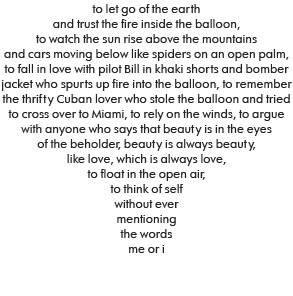 to let go of the earth
and trust the fire inside the balloon,
to watch the sun rise above the mountains
and cars moving below like spiders on an open palm,
to fall in love with pilot Bill in khaki shorts and bomber
jacket who spurts up fire into the balloon, to remember
the thrifty Cuban lover who stole the balloon and tried
to cross over to Miami, to rely on the winds, to argue
with anyone who says that beauty is in the eyes
of the beholder, beauty is always beauty,
like love, which is always love,
to float in the open air,
to think of self
without ever
mentioning
the words
me or i